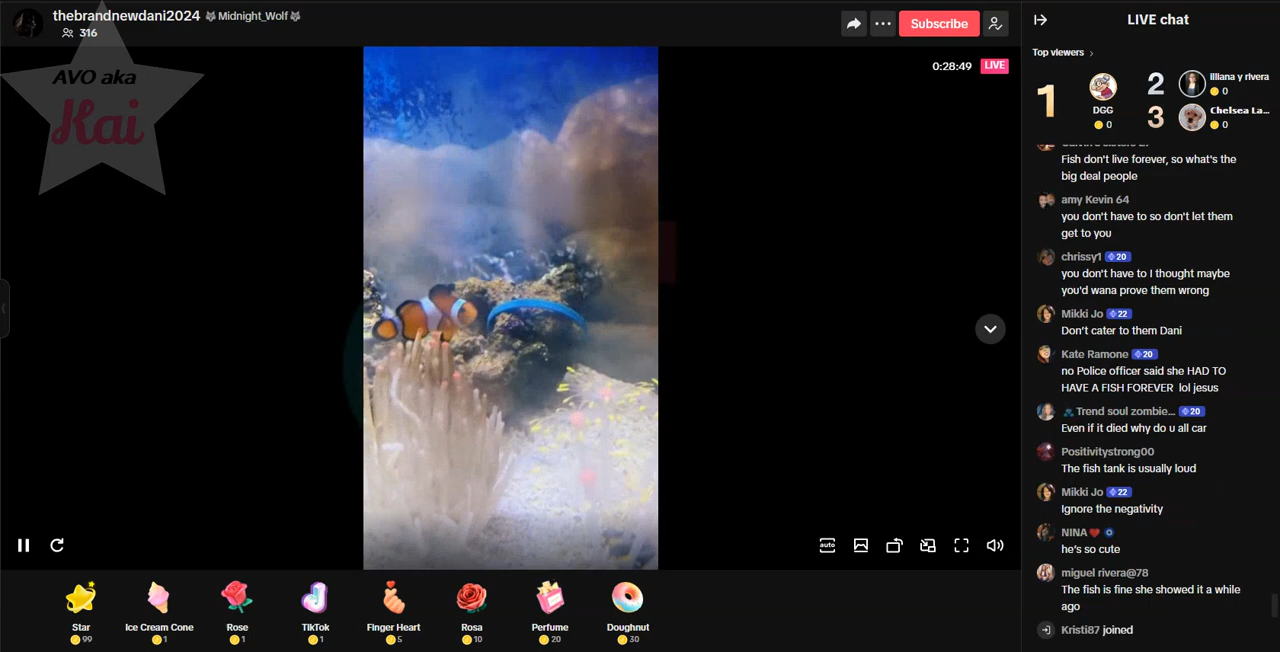 thebrandnewdani2024 Midnight_Wolf
316
Subscribe
LIVE chat
AVO aka
Kai
0:28:49 LIVE
Top viewers
1
DGG
0
2
liliana y rivera
0
3
Chelsea La...
0
Fish don't live forever, so what's the
big deal people
amy Kevin 64
you don't have to so don't let them
get to you
chrissy1 20
you don't have to I thought maybe
you'd wana prove them wrong
Mikki Jo 22
Don't cater to them Dani
Kate Ramone 20
no Police officer said she HAD TO
HAVE A FISH FOREVER lol jesus
Trend soul zombie... 20
Even if it died why do u all car
Positivitystrong00
The fish tank is usually loud
Mikki Jo 22
Ignore the negativity
NINA
he's so cute
miguel rivera@78
The fish is fine she showed it a while
ago
Kristi87 joined
auto
Star
99
Ice Cream Cone
1
Rose
1
TikTok
1
Finger Heart
5
Rosa
10
Perfume
20
Doughnut
30